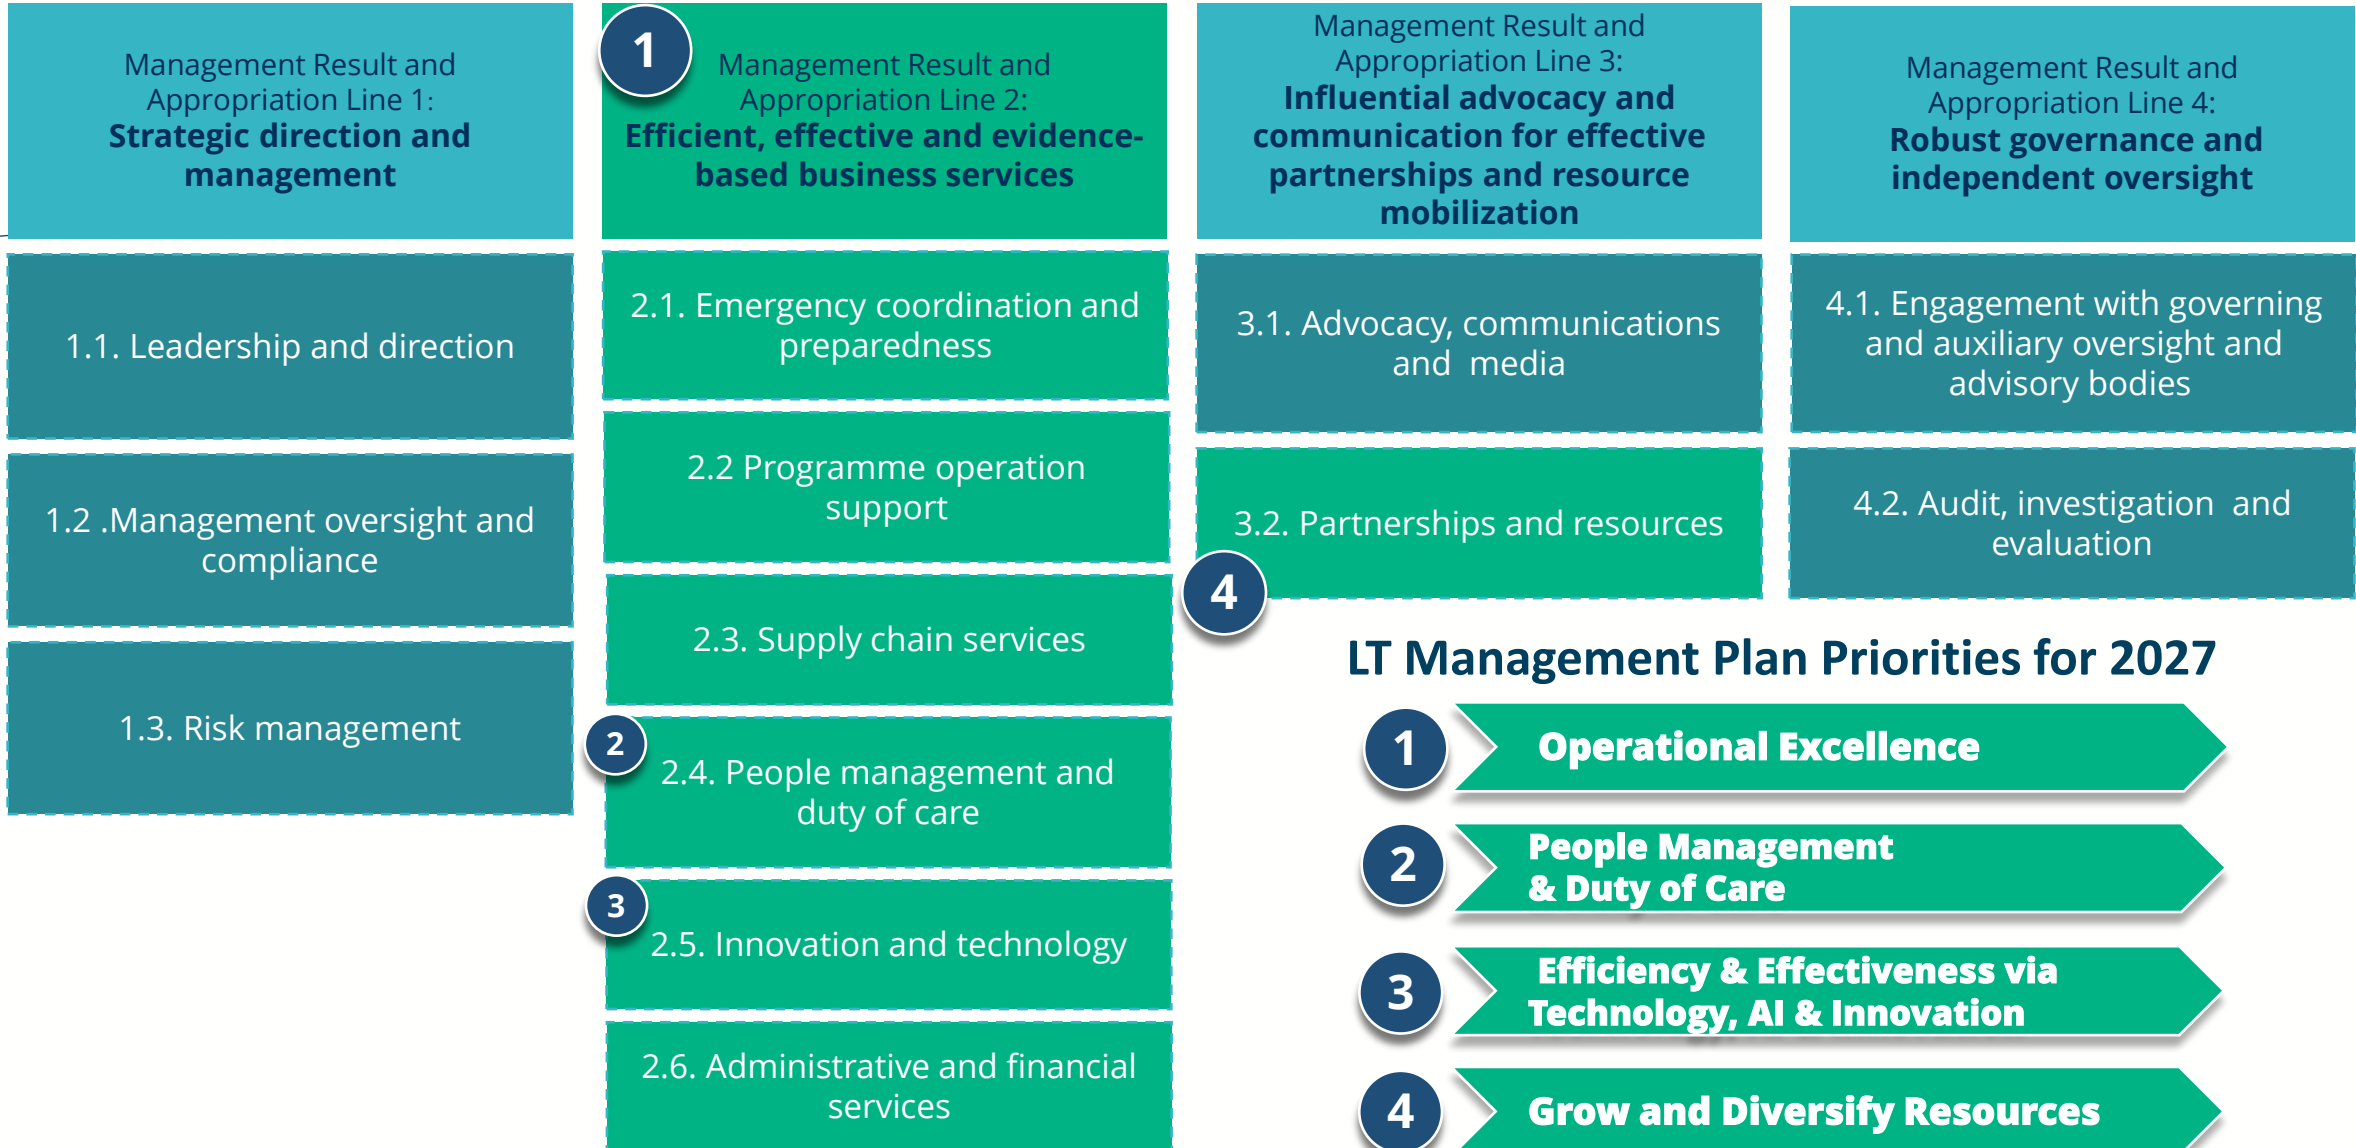 Management Result and
Appropriation Line 1:
Strategic direction and
management
1.1. Leadership and direction
1.2 .Management oversight and
compliance
1.3. Risk management
1
Management Result and
Appropriation Line 2:
Efficient, effective and evidence-
based business services
2.1. Emergency coordination and
preparedness
2.2 Programme operation
support
2.3. Supply chain services
2
2.4. People management and
duty of care
3
2.5. Innovation and technology
2.6. Administrative and financial
services
Management Result and
Appropriation Line 3:
Influential advocacy and
communication for effective
partnerships and resource
mobilization
3.1. Advocacy, communications
and  media
3.2. Partnerships and resources
4
Management Result and
Appropriation Line 4:
Robust governance and
independent oversight
4.1. Engagement with governing
and auxiliary oversight and
advisory bodies
4.2. Audit, investigation  and
evaluation
LT Management Plan Priorities for 2027
1
Operational Excellence
2
People Management
& Duty of Care
3
Efficiency & Effectiveness via
Technology, AI & Innovation
4
Grow and Diversify Resources